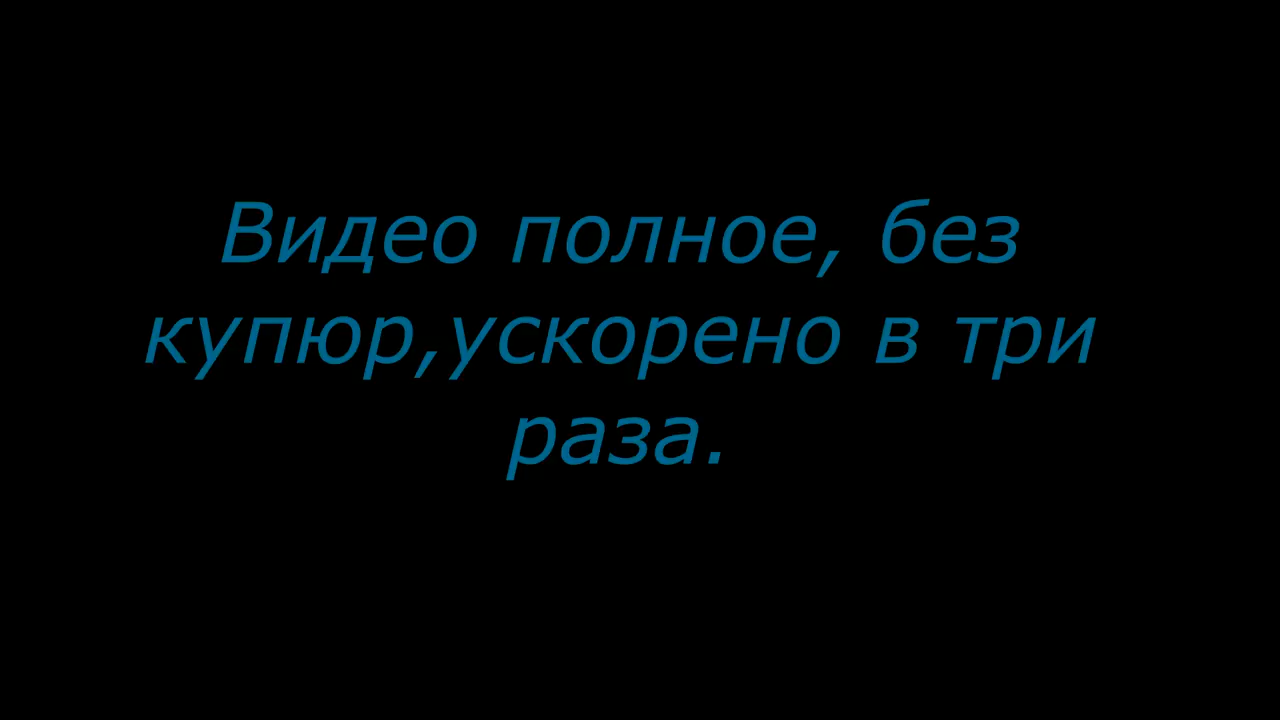 Видео полное, без
купюр,ускорено в три
раза.